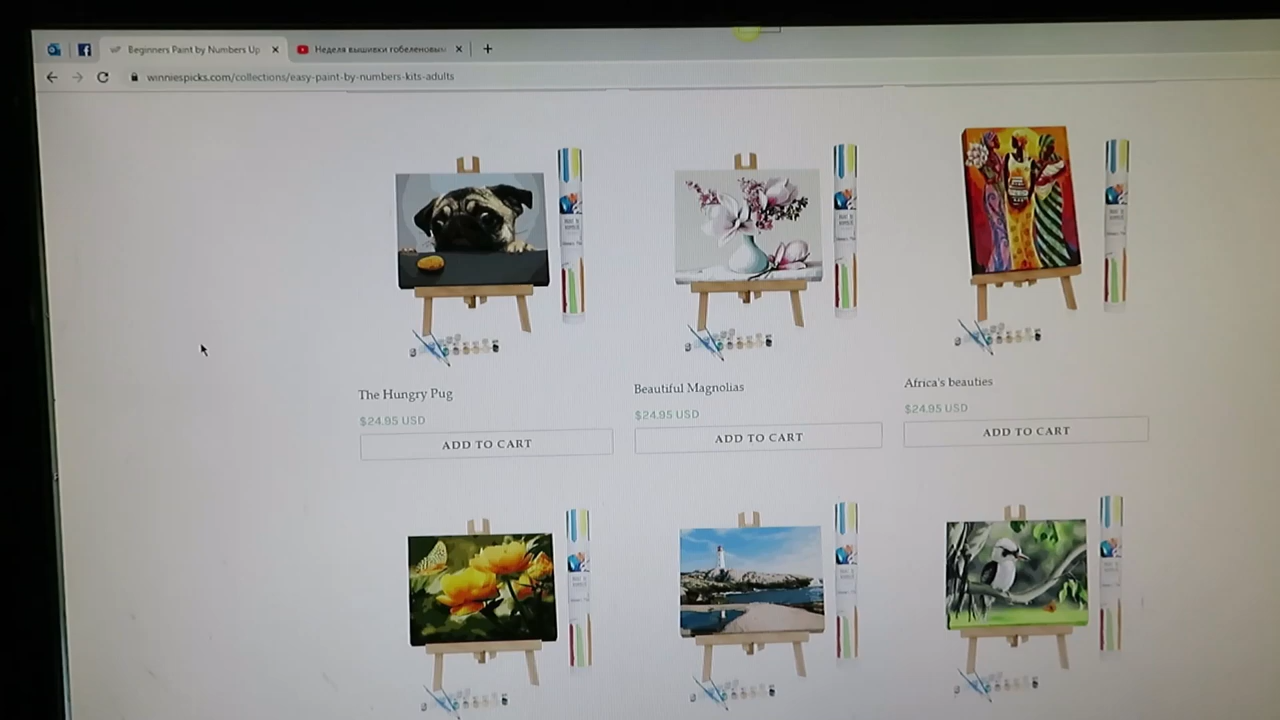 Beginners Paint by Numbers Up
Неделя вышивки гобеленовым
winniespicks.com/collections/easy-paint-by-numbers-kits-adults
The Hungry Pug
$24.95 USD
ADD TO CART
Beautiful Magnolias
$24.95 USD
ADD TO CART
Africa's beauties
$24.95 USD
ADD TO CART